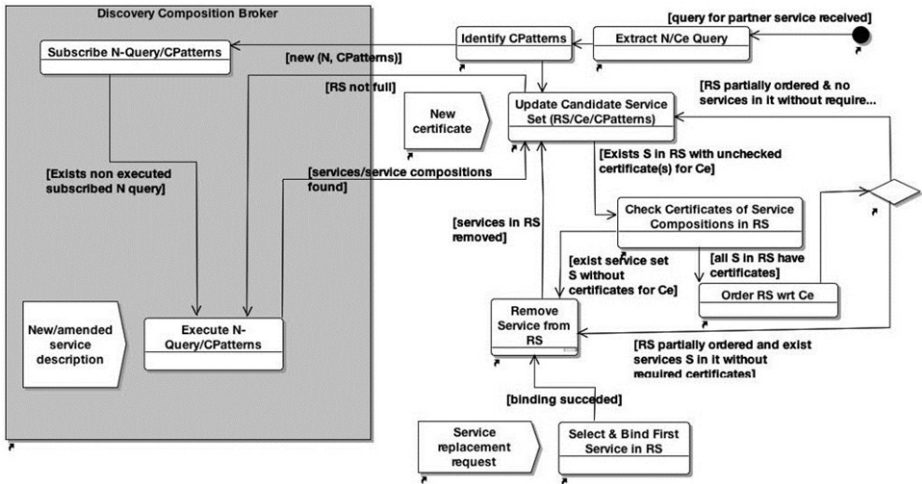 Discovery Composition Broker
[query for partner service received]
Subscribe N-Query/CPatterns
Identify CPatterns
Extract N/Ce Query
[new (N, CPatterns)]
[RS not full]
[RS partially ordered & no
services in it without require...
New
certificate
Update Candidate Service
Set (RS/Ce/CPatterns)
[Exists S in RS with unchecked
certificate(s) for Ce]
[Exists non executed
subscribed N query]
[services/service compositions
found]
Check Certificates of Service
Compositions in RS
[services in RS
removed]
[exist service set
S without
certificates for Ce]
[all S in RS have
certificates]
Order RS wrt Ce
New/amended
service
description
Execute N-
Query/CPatterns
Remove
Service from
RS
[RS partially ordered and exist
services S in it without
required certificates]
[binding succeded]
Service
replacement
request
Select & Bind First
Service in RS